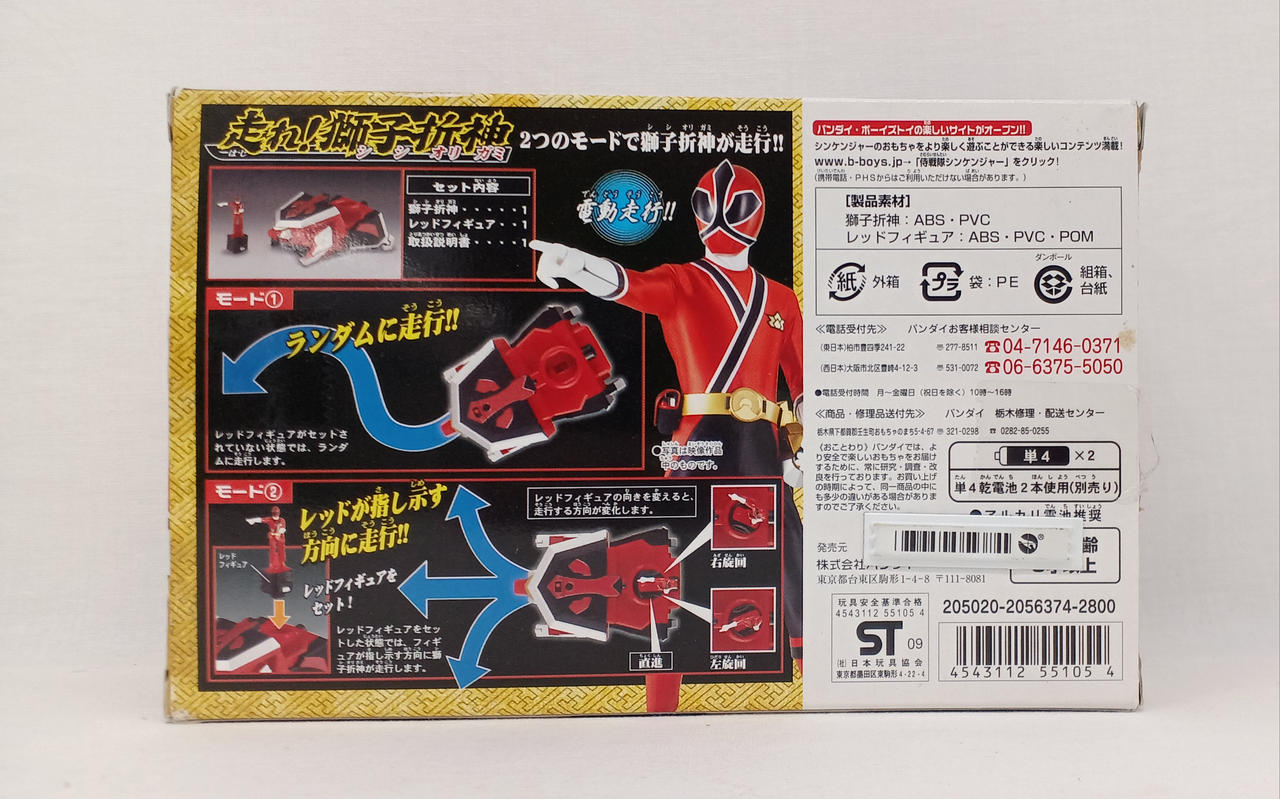 走れ!獅子折神
2つのモードで獅子折神が走行!!
セット内容
獅子折神・・・・・1
レッドフィギュア・・1
取扱説明書・・・・1
電動走行!!
モード①
ランダムに走行!!
レッドフィギュアがセットさ
れていない状態では、ランダ
ムに走行します。
●写真は映像作品
中のものです。
モード②
レッドが指し示す
方向に走行!!
レッド
フィギュア
レッドフィギュアを
セット!
レッドフィギュアをセッ
トした状態では、フィギ
ュアが指し示す方向に獅
子折神が走行します。
レッドフィギュアの向きを変えると、
走行する方向が変化します。
右旋回
直進
左旋回
バンダイ・ボーイズトイの楽しいサイトがオープン!!
シンケンジャーのおもちゃをより楽しく遊ぶことができる楽しいコンテンツ満載!
www.b-boys.jp→「侍戦隊シンケンジャー」をクリック!
(携帯電話・PHSからはご利用いただけない場合があります。)
【製品素材】
獅子折神:ABS・PVC
レッドフィギュア:ABS・PVC・POM
紙 外箱
プラ 袋:PE
ダンボール
組箱、
台紙
≪電話受付先≫ バンダイお客様相談センター
(東日本)柏市豊四季241-22 〒277-8511 ☎04-7146-0371
(西日本)大阪市北区豊崎4-12-3 〒531-0072 ☎06-6375-5050
●電話受付時間 月〜金曜日(祝日を除く)10時〜16時
≪商品・修理品送付先≫ バンダイ 栃木修理・配送センター
栃木県下都賀郡壬生町おもちゃのまち5-4-67 〒321-0298 ☎0282-85-0255
〈おことわり〉バンダイでは、よ
り安全で楽しいおもちゃをお届け
するために、常に研究・調査・改
良を行っております。お買い上げ
の時期によって、同一商品の中に
も多少の違いがある場合がありま
すのでご了承ください。
単4 ×2
単4乾電池2本使用(別売り)
●アルカリ電池推奨
発売元
株式会社
東京都台東区駒形1-4-8 〒111-8081
齢
以上
玩具安全基準合格
4543112 55105 4
ST 09
(社)日本玩具協会
東京都墨田区東駒形4-22-4
205020-2056374-2800
4543112 55105 4